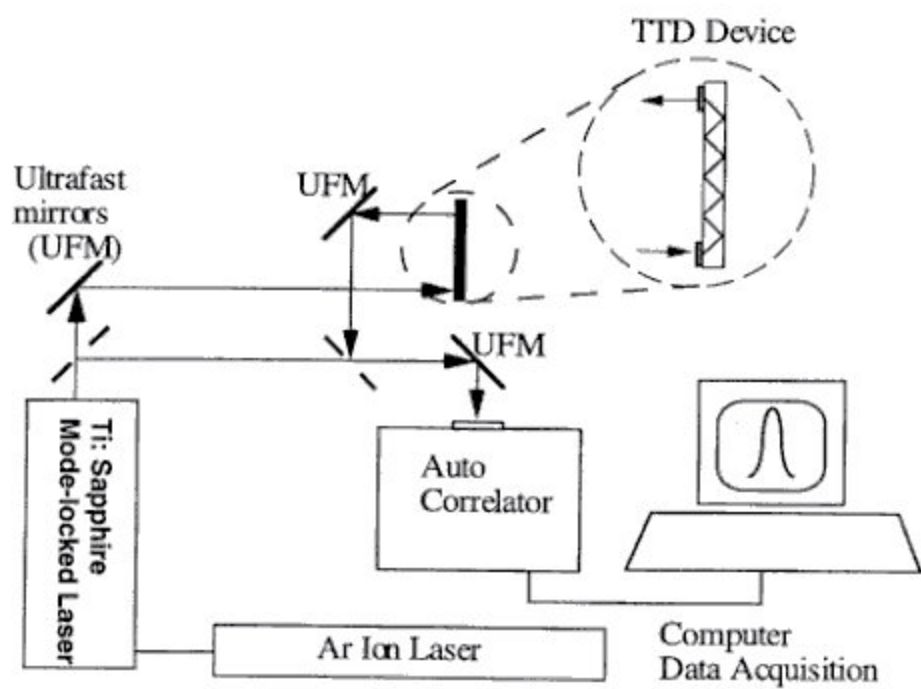 TTD Device
Ultrafast
mirrors
(UFM)
UFM
UFM
Ti: Sapphire
Mode-locked Laser
Auto
Correlator
Ar Ion Laser
Computer
Data Acquisition